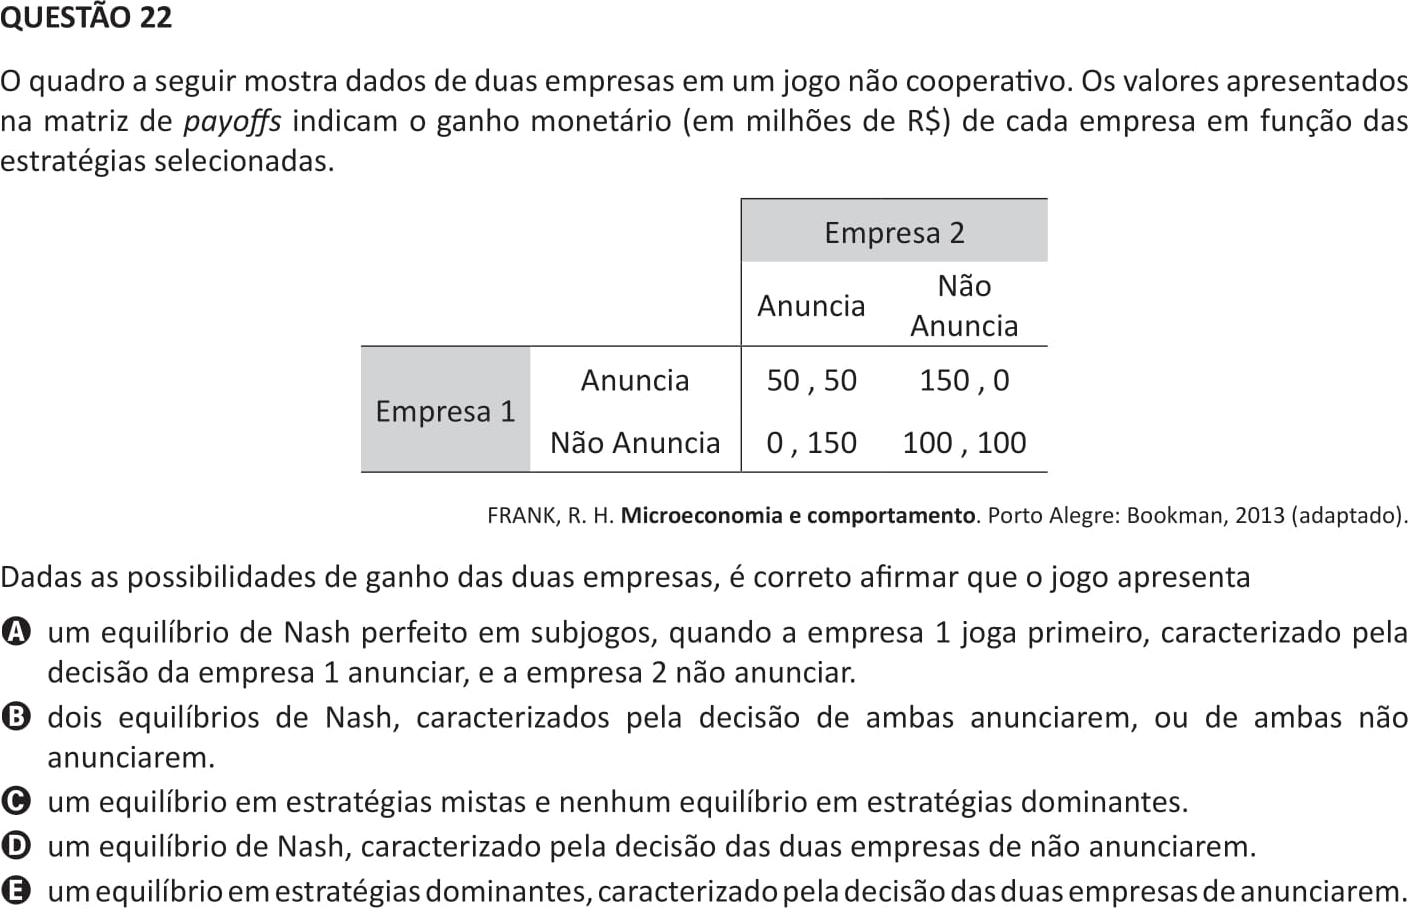 QUESTÃO 22
O quadro a seguir mostra dados de duas empresas em um jogo não cooperativo. Os valores apresentados
na matriz de payoffs indicam o ganho monetário (em milhões de R$) de cada empresa em função das
estratégias selecionadas.
Empresa 2
Anuncia Não Anuncia
Empresa 1
Anuncia 50 , 50 150 , 0
Não Anuncia 0 , 150 100 , 100
FRANK, R. H. Microeconomia e comportamento. Porto Alegre: Bookman, 2013 (adaptado).
Dadas as possibilidades de ganho das duas empresas, é correto afirmar que o jogo apresenta
A um equilíbrio de Nash perfeito em subjogos, quando a empresa 1 joga primeiro, caracterizado pela
decisão da empresa 1 anunciar, e a empresa 2 não anunciar.
B dois equilíbrios de Nash, caracterizados pela decisão de ambas anunciarem, ou de ambas não
anunciarem.
C um equilíbrio em estratégias mistas e nenhum equilíbrio em estratégias dominantes.
D um equilíbrio de Nash, caracterizado pela decisão das duas empresas de não anunciarem.
E um equilíbrio em estratégias dominantes, caracterizado pela decisão das duas empresas de anunciarem.